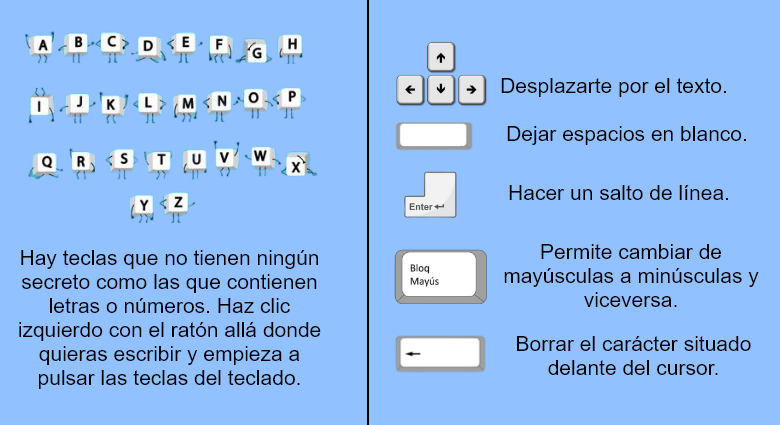 A B C D E F G H
I J K L M N O P
Q R S T U V W X
Y Z
Hay teclas que no tienen ningún
secreto como las que contienen
letras o números. Haz clic
izquierdo con el ratón allá donde
quieras escribir y empieza a
pulsar las teclas del teclado.
Desplazarte por el texto.
Dejar espacios en blanco.
Enter
Hacer un salto de línea.
Bloq
Mayús
Permite cambiar de
mayúsculas a minúsculas y
viceversa.
Borrar el carácter situado
delante del cursor.